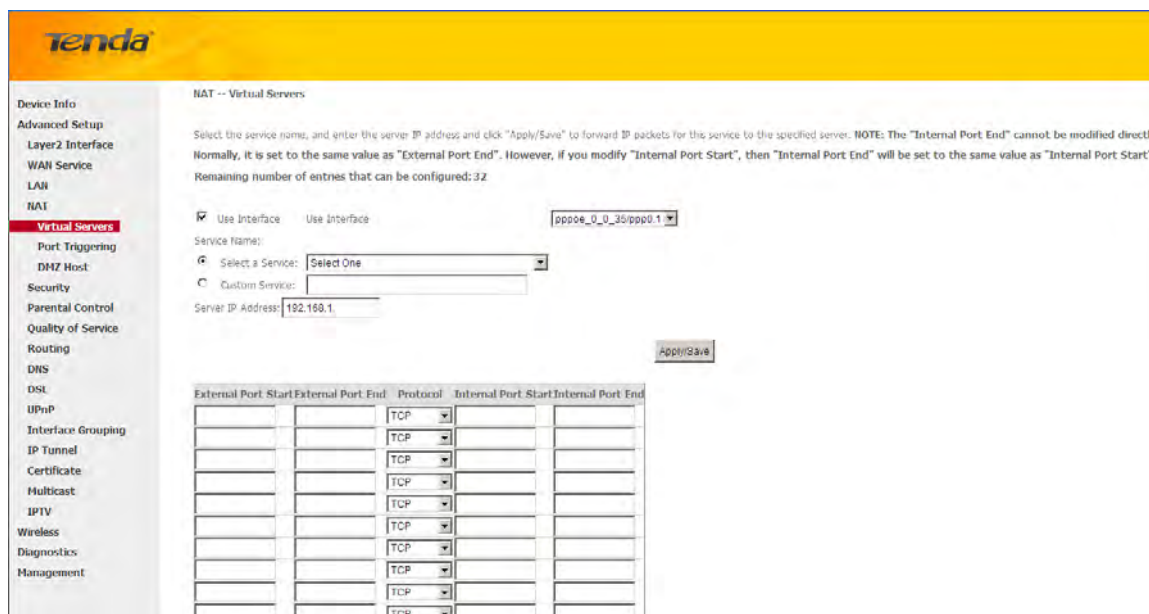 Tenda
Device Info
Advanced Setup
Layer2 Interface
WAN Service
LAN
NAT
Virtual Servers
Port Triggering
DMZ Host
Security
Parental Control
Quality of Service
Routing
DNS
DSL
UPnP
Interface Grouping
IP Tunnel
Certificate
Multicast
IPTV
Wireless
Diagnostics
Management
NAT -- Virtual Servers
Select the service name, and enter the server IP address and click "Apply/Save" to forward IP packets for this service to the specified server. NOTE: The "Internal Port End" cannot be modified directl
Normally, it is set to the same value as "External Port End". However, if you modify "Internal Port Start", then "Internal Port End" will be set to the same value as "Internal Port Start"
Remaining number of entries that can be configured:32
Use Interface Use Interface pppoe_0_0_35/ppp0.1
Service Name:
Select a Service: Select One
Custom Service:
Server IP Address: 192.168.1.
Apply/Save
External Port Start External Port End Protocol Internal Port Start Internal Port End
TCP
TCP
TCP
TCP
TCP
TCP
TCP
TCP
TCP
TCP